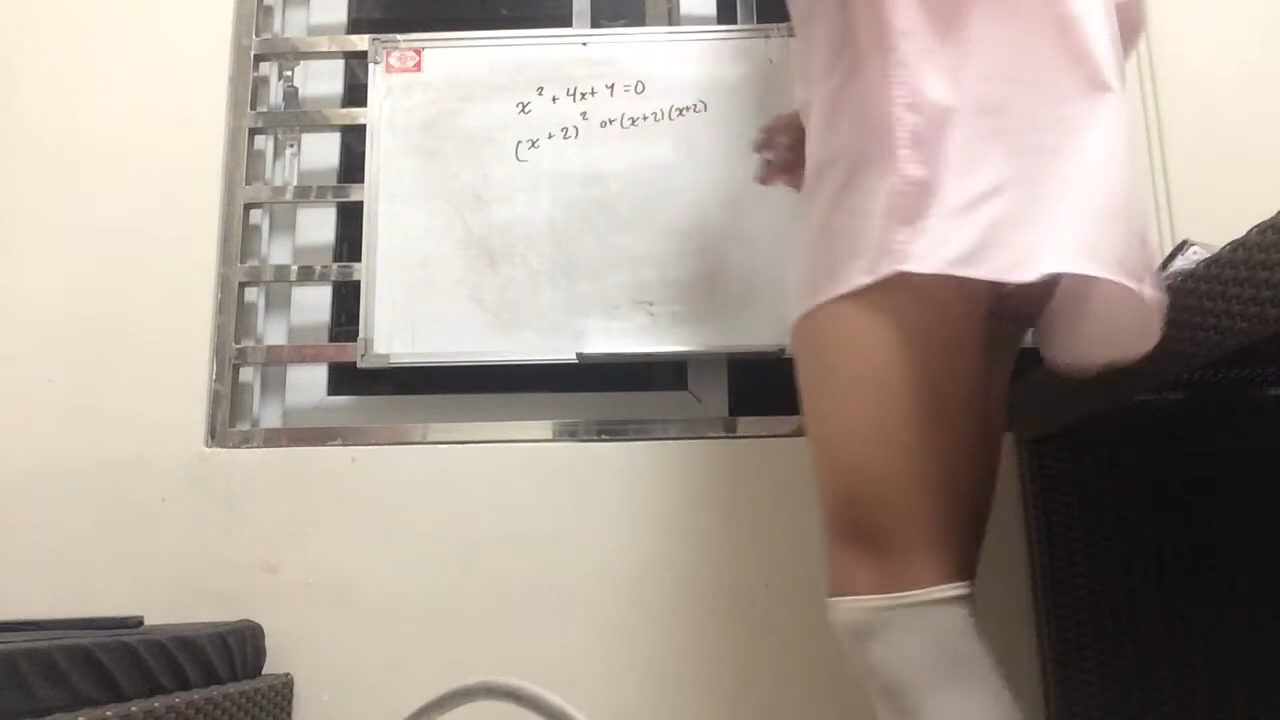 x² + 4x + 4 = 0
(x + 2)² or (x+2)(x+2)